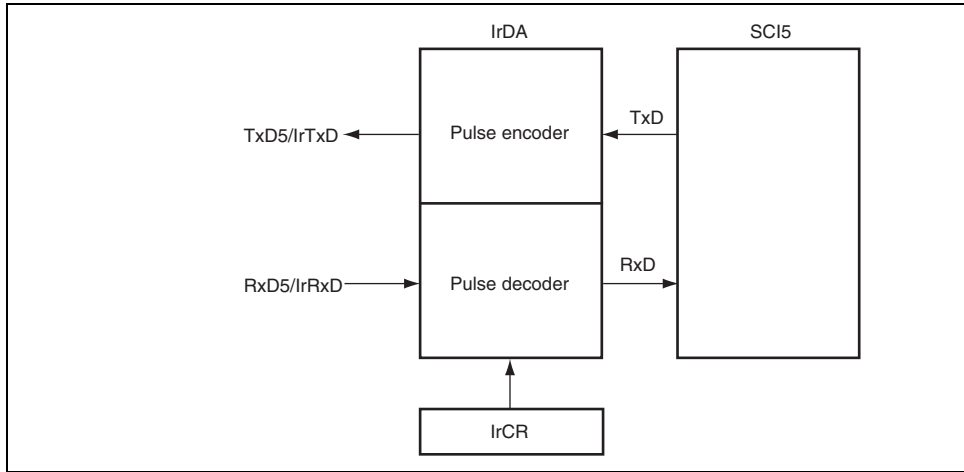 IrDA
SCI5
TxD5/IrTxD
Pulse encoder
TxD
RxD5/IrRxD
Pulse decoder
RxD
IrCR